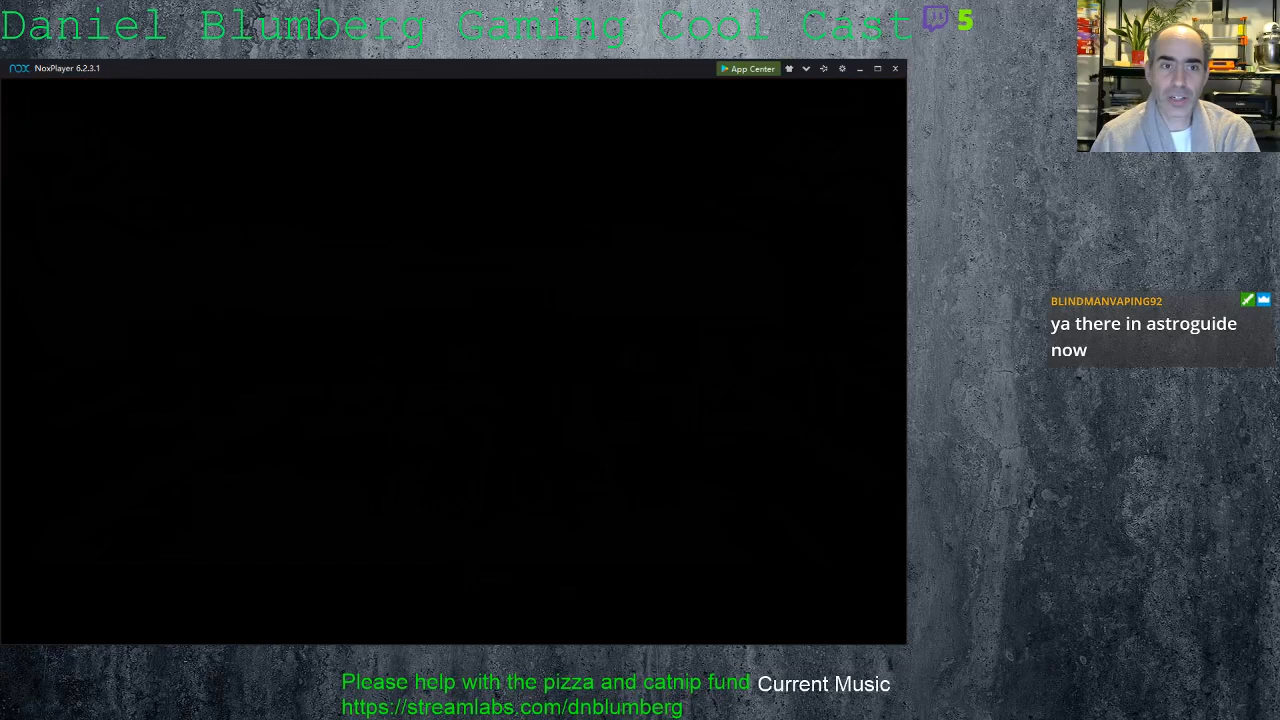 Daniel Blumberg Gaming Cool Cast 5
nox NoxPlayer 6.2.3.1 App Center
BLINDMANVAPING92
ya there in astroguide
now
Please help with the pizza and catnip fund Current Music
https://streamlabs.com/dnblumberg